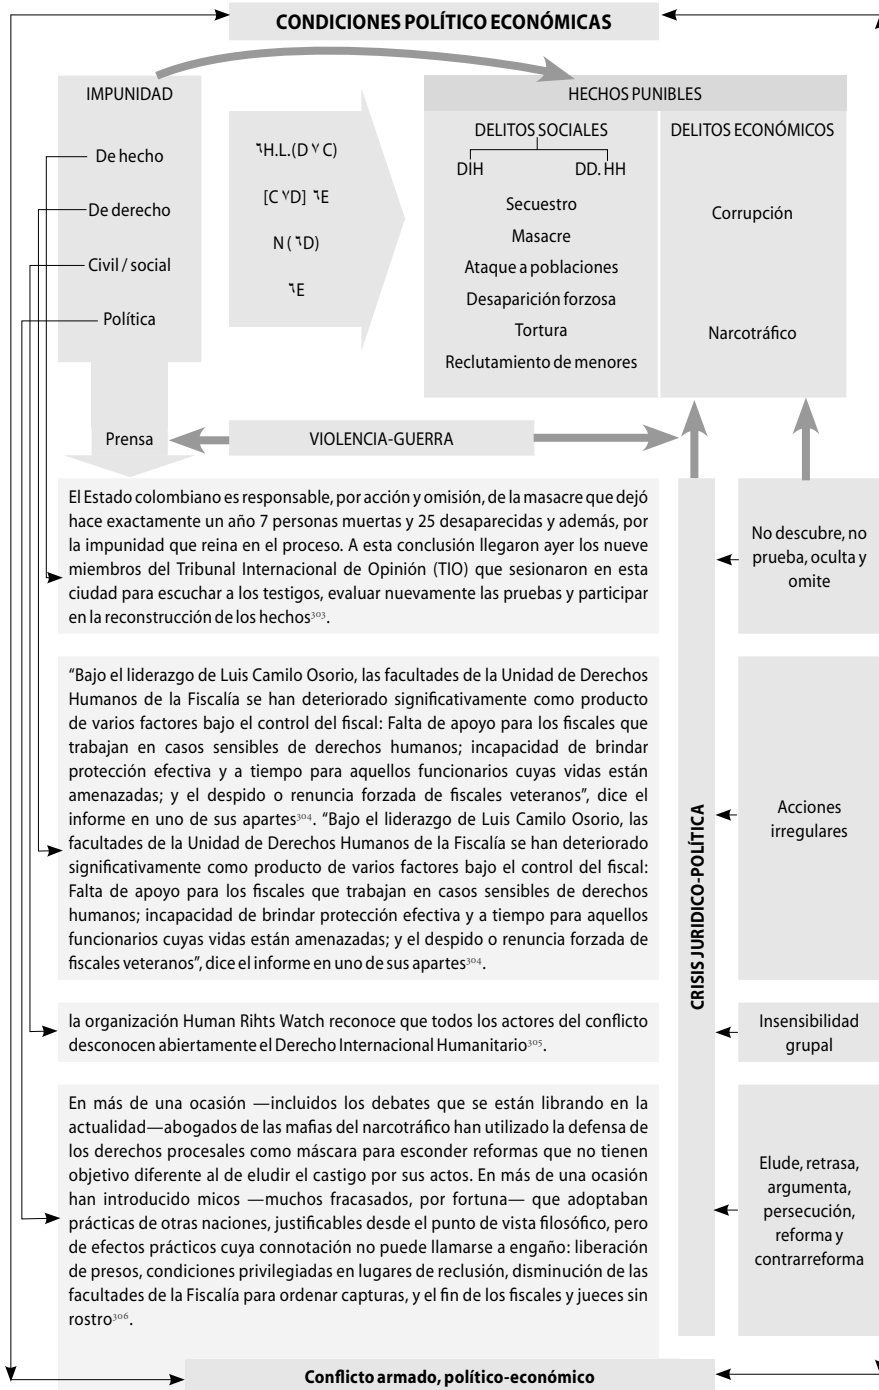 CONDICIONES POLÍTICO ECONÓMICAS
IMPUNIDAD
De hecho
De derecho
Civil / social
Política
H.L.(D ˅ C)
[C ˅D] E
N ( D)
E
HECHOS PUNIBLES
DELITOS SOCIALES
DIH DD. HH
Secuestro
Masacre
Ataque a poblaciones
Desaparición forzosa
Tortura
Reclutamiento de menores
DELITOS ECONÓMICOS
Corrupción
Narcotráfico
Prensa
VIOLENCIA-GUERRA
El Estado colombiano es responsable, por acción y omisión, de la masacre que dejó
hace exactamente un año 7 personas muertas y 25 desaparecidas y además, por
la impunidad que reina en el proceso. A esta conclusión llegaron ayer los nueve
miembros del Tribunal Internacional de Opinión (TIO) que sesionaron en esta
ciudad para escuchar a los testigos, evaluar nuevamente las pruebas y participar
en la reconstrucción de los hechos³⁰³.
“Bajo el liderazgo de Luis Camilo Osorio, las facultades de la Unidad de Derechos
Humanos de la Fiscalía se han deteriorado significativamente como producto
de varios factores bajo el control del fiscal: Falta de apoyo para los fiscales que
trabajan en casos sensibles de derechos humanos; incapacidad de brindar
protección efectiva y a tiempo para aquellos funcionarios cuyas vidas están
amenazadas; y el despido o renuncia forzada de fiscales veteranos”, dice el
informe en uno de sus apartes³⁰⁴. “Bajo el liderazgo de Luis Camilo Osorio, las
facultades de la Unidad de Derechos Humanos de la Fiscalía se han deteriorado
significativamente como producto de varios factores bajo el control del fiscal:
Falta de apoyo para los fiscales que trabajan en casos sensibles de derechos
humanos; incapacidad de brindar protección efectiva y a tiempo para aquellos
funcionarios cuyas vidas están amenazadas; y el despido o renuncia forzada de
fiscales veteranos”, dice el informe en uno de sus apartes³⁰⁴.
la organización Human Rihts Watch reconoce que todos los actores del conflicto
desconocen abiertamente el Derecho Internacional Humanitario³⁰⁵.
En más de una ocasión —incluidos los debates que se están librando en la
actualidad—abogados de las mafias del narcotráfico han utilizado la defensa de
los derechos procesales como máscara para esconder reformas que no tienen
objetivo diferente al de eludir el castigo por sus actos. En más de una ocasión
han introducido micos —muchos fracasados, por fortuna— que adoptaban
prácticas de otras naciones, justificables desde el punto de vista filosófico, pero
de efectos prácticos cuya connotación no puede llamarse a engaño: liberación
de presos, condiciones privilegiadas en lugares de reclusión, disminución de las
facultades de la Fiscalía para ordenar capturas, y el fin de los fiscales y jueces sin
rostro³⁰⁶.
CRISIS JURIDICO-POLÍTICA
No descubre, no
prueba, oculta y
omite
Acciones
irregulares
Insensibilidad
grupal
Elude, retrasa,
argumenta,
persecución,
reforma y
contrarreforma
Conflicto armado, político-económico